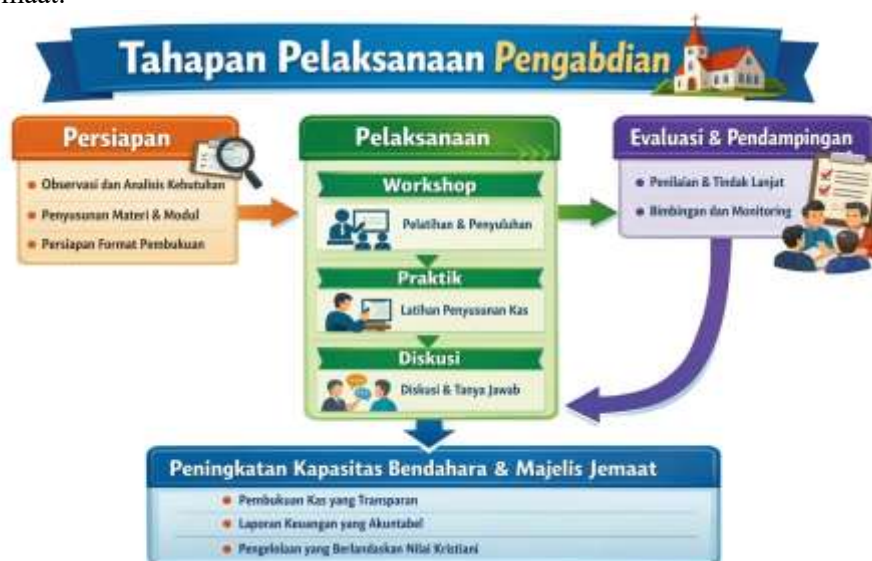 maat.
Tahapan Pelaksanaan Pengabdian
Persiapan
Observasi dan Analisis Kebutuhan
Penyusunan Materi & Modul
Persiapan Format Pembukuan
Pelaksanaan
Workshop
Pelatihan & Penyuluhan
Praktik
Latihan Penyusunan Kas
Diskusi
Diskusi & Tanya Jawab
Evaluasi & Pendampingan
Penilaian & Tindak Lanjat
Bimbingan dan Monitoring
Peningkatan Kapasitas Bendahara & Majelis Jemaat
Pembukuan Kas yang Transparan
Laporan Keuangan yang Akuntabel
Pengelolaan yang Berlandaskan Nilai Kristiani